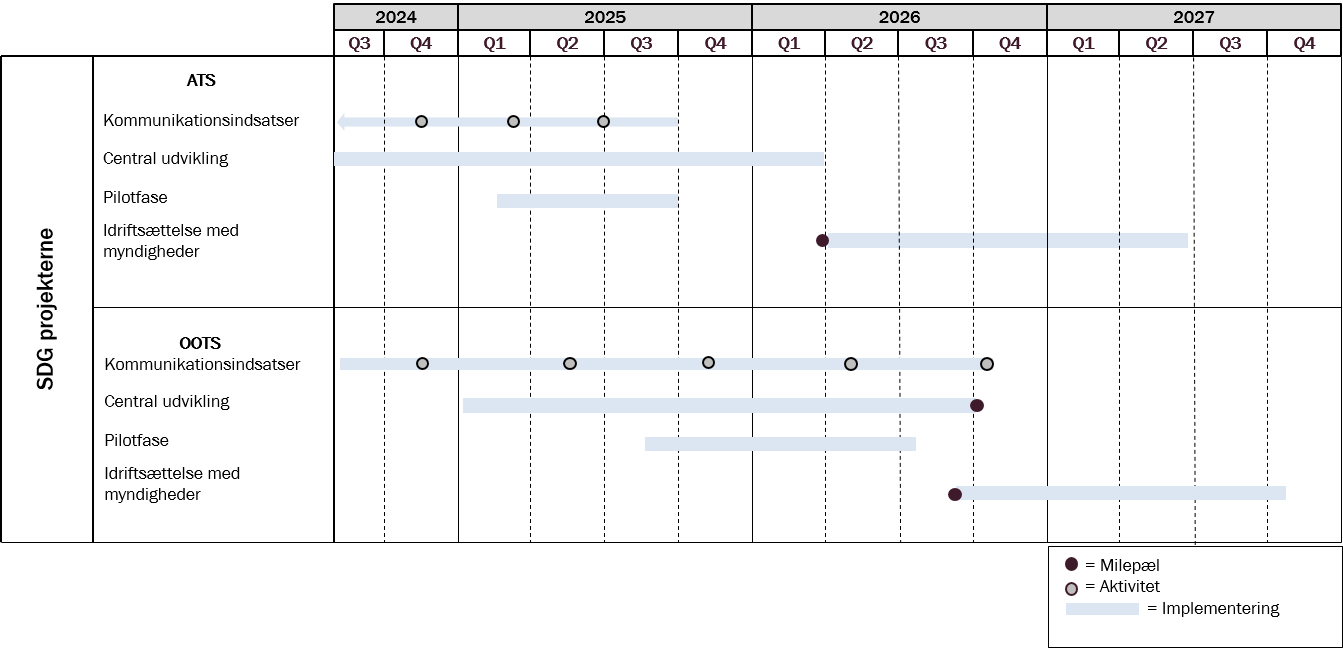 2024 2025 2026 2027
Q3 Q4 Q1 Q2 Q3 Q4 Q1 Q2 Q3 Q4 Q1 Q2 Q3 Q4
SDG projekterne
ATS
Kommunikationsindsatser
Central udvikling
Pilotfase
Idriftsættelse med
myndigheder
OOTS
Kommunikationsindsatser
Central udvikling
Pilotfase
Idriftsættelse med
myndigheder
= Milepæl
= Aktivitet
= Implementering